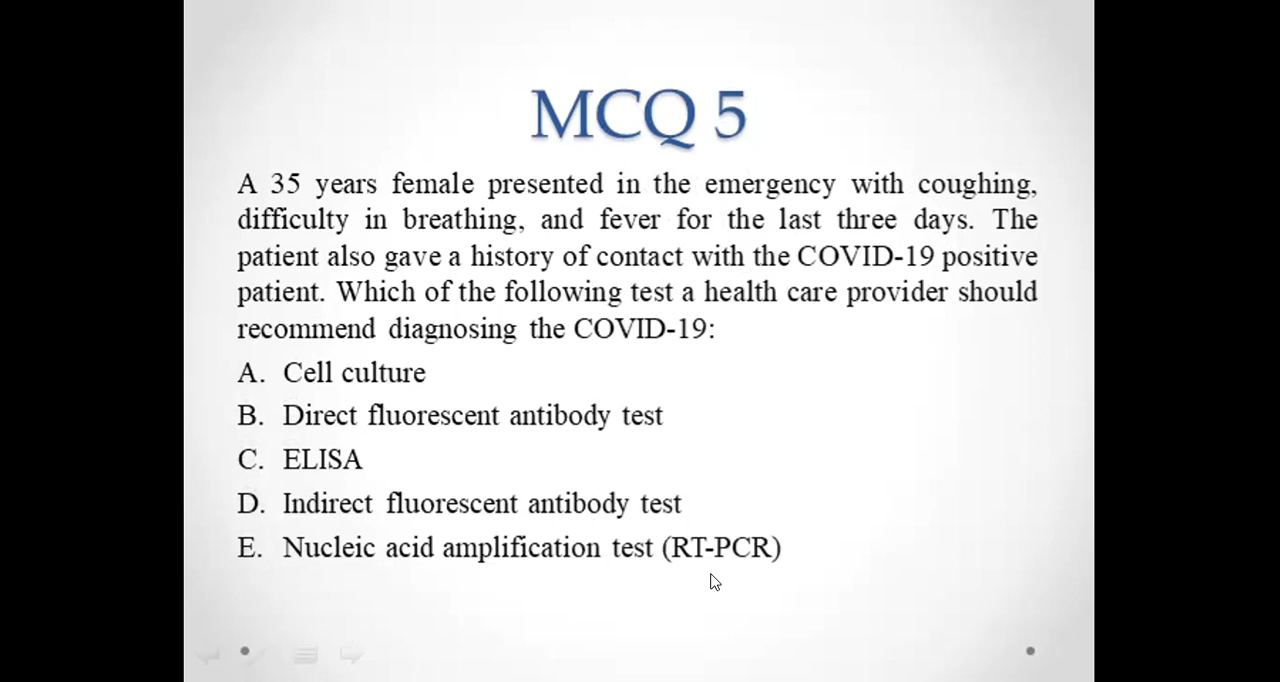 MCQ 5
A 35 years female presented in the emergency with coughing,
difficulty in breathing, and fever for the last three days. The
patient also gave a history of contact with the COVID-19 positive
patient. Which of the following test a health care provider should
recommend diagnosing the COVID-19:
A. Cell culture
B. Direct fluorescent antibody test
C. ELISA
D. Indirect fluorescent antibody test
E. Nucleic acid amplification test (RT-PCR)